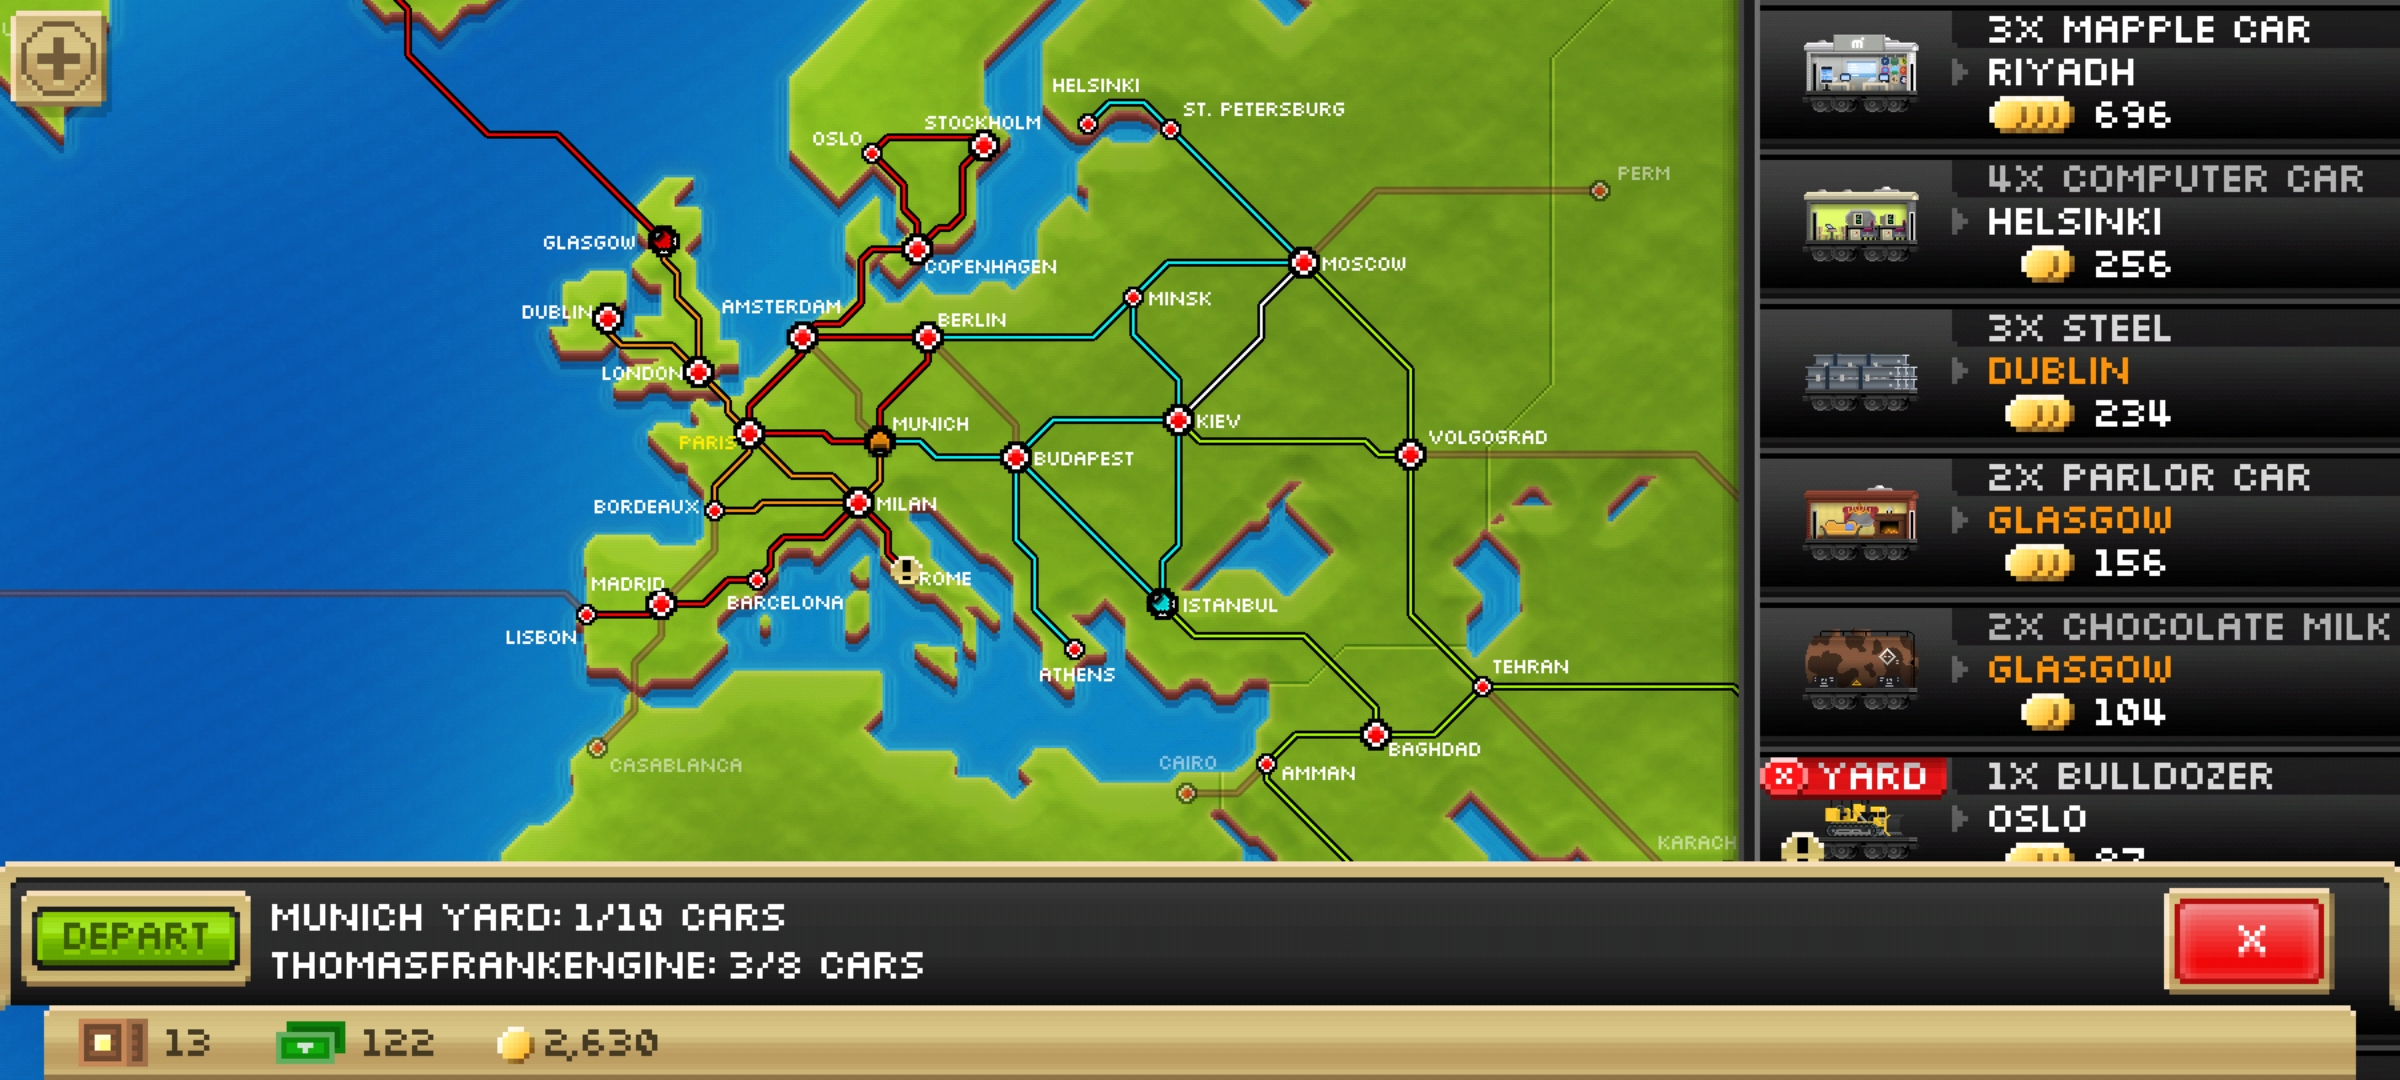 HELSINKI
ST. PETERSBURG
STOCKHOLM
OSLO
PERM
GLASGOW
COPENHAGEN
MOSCOW
MINSK
DUBLIN
AMSTERDAM
BERLIN
LONDON
PARIS
MUNICH
KIEV
VOLGOGRAD
BUDAPEST
BORDEAUX
MILAN
MADRID
ROME
BARCELONA
ISTANBUL
LISBON
ATHENS
TEHRAN
CASABLANCA
CAIRO
AMMAN
BAGHDAD
KARACH
3X MAPPLE CAR
RIYADH
696
4X COMPUTER CAR
HELSINKI
256
3X STEEL
DUBLIN
234
2X PARLOR CAR
GLASGOW
156
2X CHOCOLATE MILK
GLASGOW
104
X YARD
1X BULLDOZER
OSLO
DEPART
MUNICH YARD: 1/10 CARS
THOMASFRANKENGINE: 3/8 CARS
X
13
122
2,630